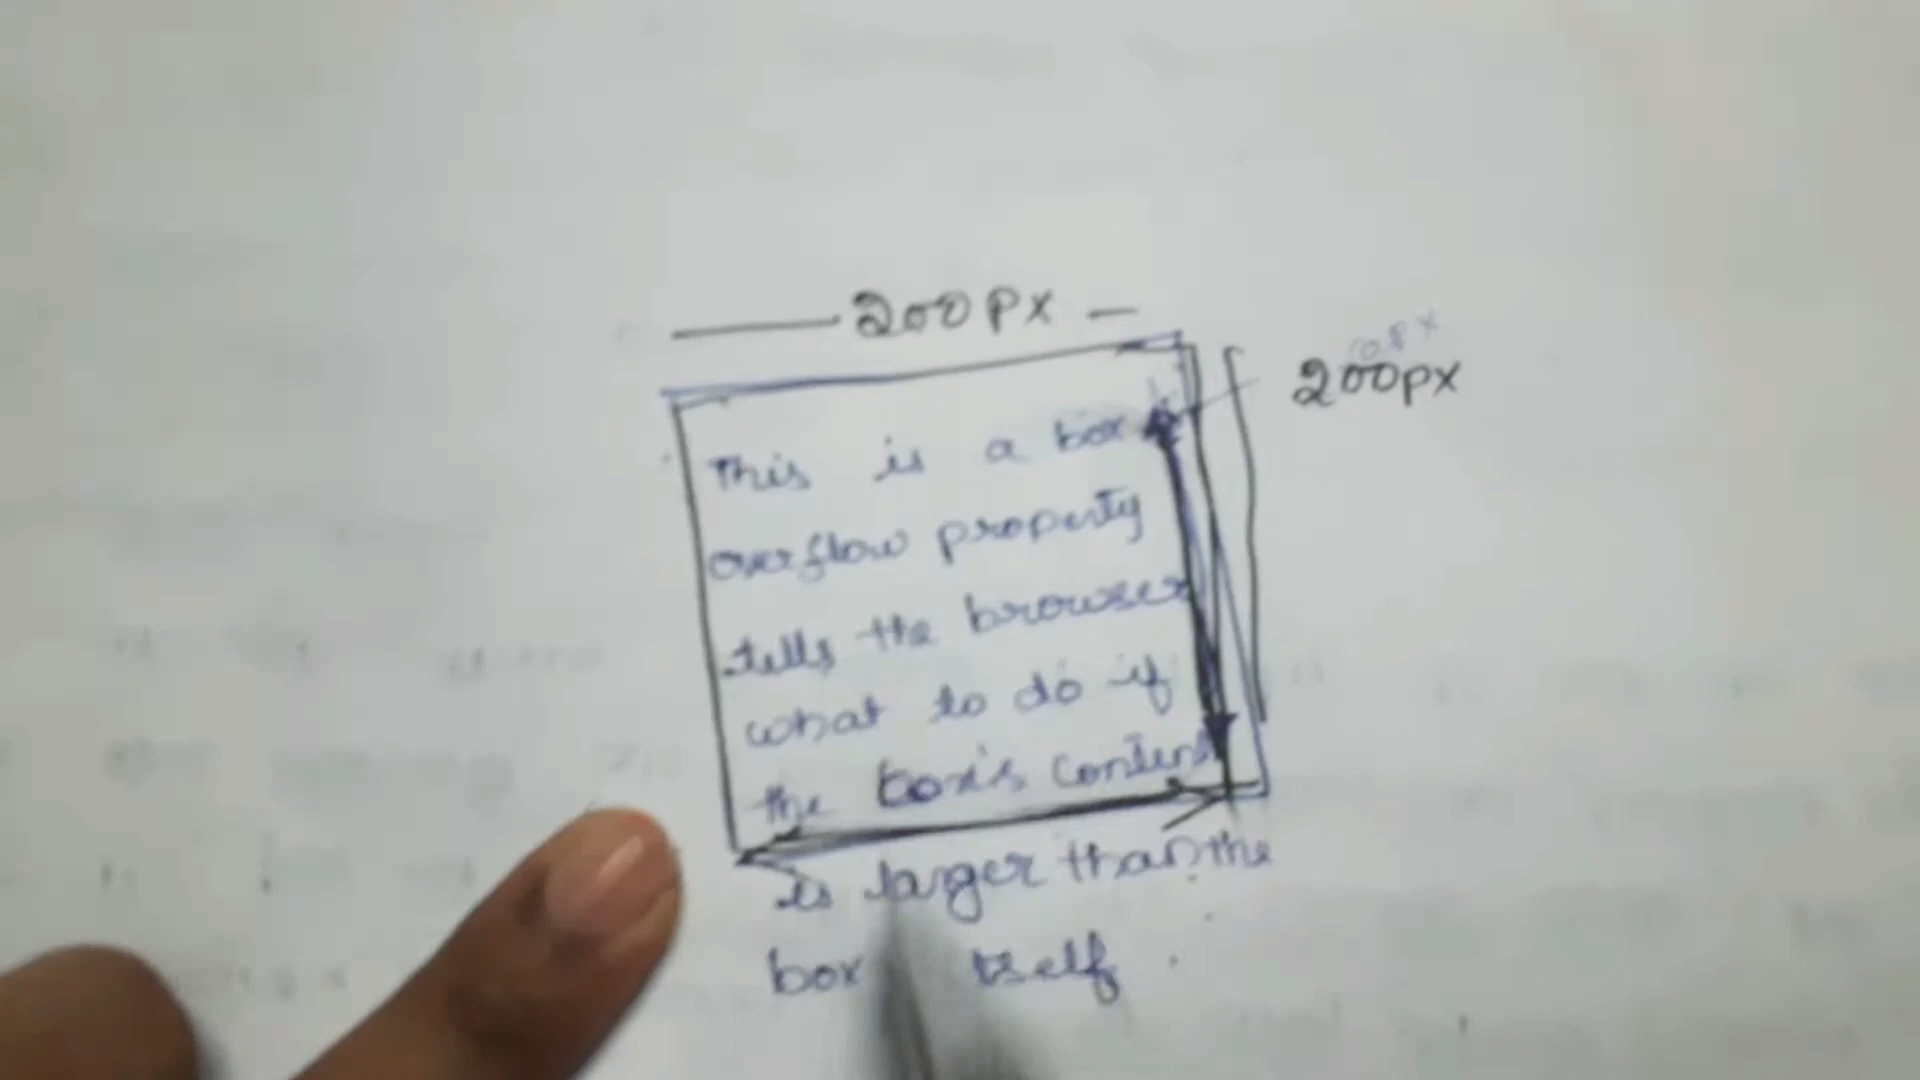 200px
200px
This is a box
overflow property
tells the browser
what to do if
the box's content
is larger than the
box itself.